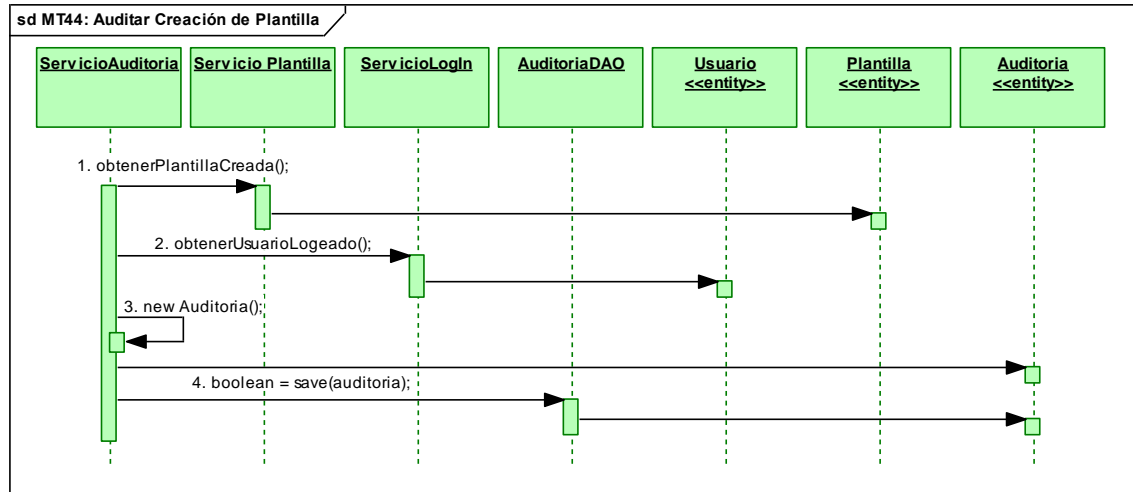 sd MT44: Auditar Creación de Plantilla
ServicioAuditoria
Servicio Plantilla
ServicioLogIn
AuditoriaDAO
Usuario
<<entity>>
Plantilla
<<entity>>
Auditoria
<<entity>>
1. obtenerPlantillaCreada();
2. obtenerUsuarioLogeado();
3. new Auditoria();
4. boolean = save(auditoria);